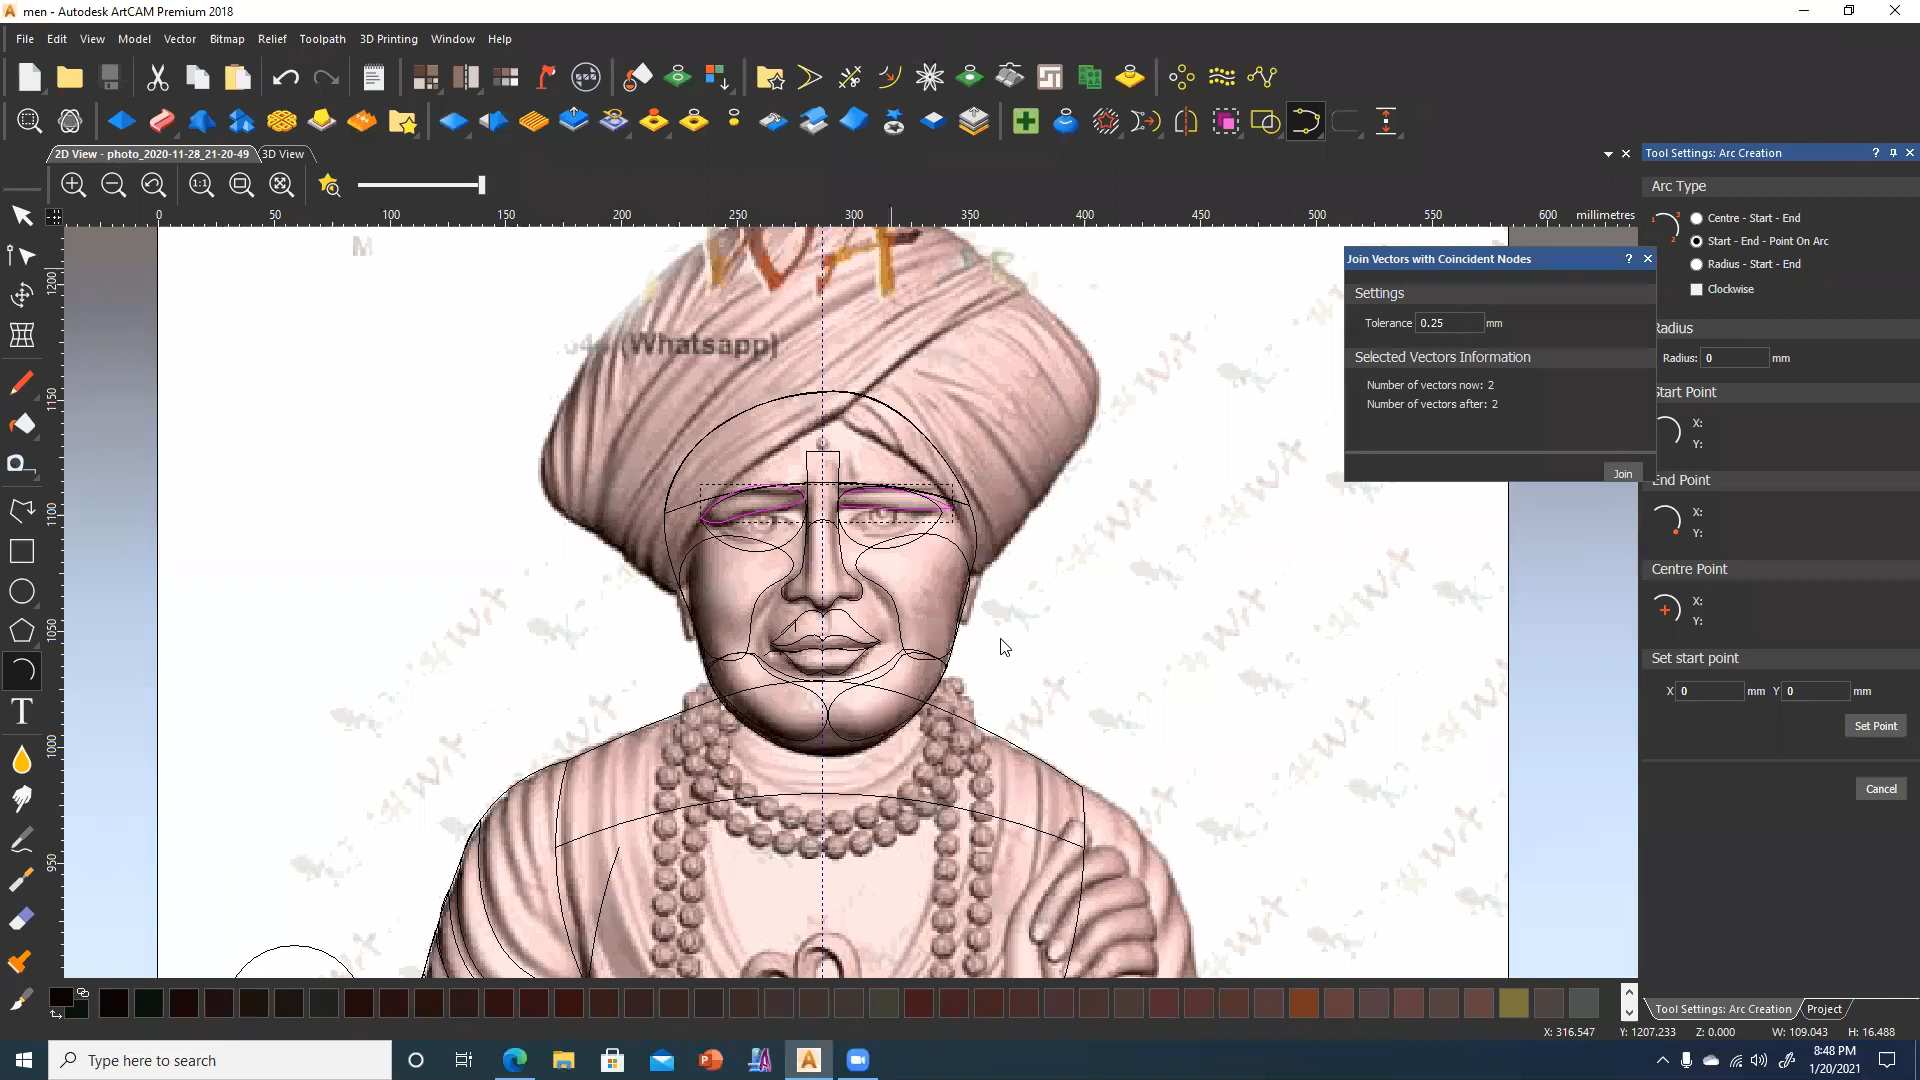 men - Autodesk ArtCAM Premium 2018
File Edit View Model Vector Bitmap Relief Toolpath 3D Printing Window Help
2D View - photo_2020-11-28_21-20-49 3D View
Tool Settings: Arc Creation
Arc Type
Centre - Start - End
Start - End - Point On Arc
Radius - Start - End
Clockwise
Radius
Radius: 0 mm
Start Point
X:
Y:
End Point
X:
Y:
Centre Point
X:
Y:
Set start point
X 0 mm Y 0 mm
Set Point
Cancel
1:1
0 50 100 150 200 250 300 350 400 450 500 550 600 millimetres
1200
1150
1100
1050
1000
950
M
(Whatsapp)
Join Vectors with Coincident Nodes
Settings
Tolerance 0.25 mm
Selected Vectors Information
Number of vectors now: 2
Number of vectors after: 2
Join
Tool Settings: Arc Creation Project
X: 316.547 Y: 1207.233 Z: 0.000 W: 109.043 H: 16.488
Type here to search
8:48 PM
1/20/2021